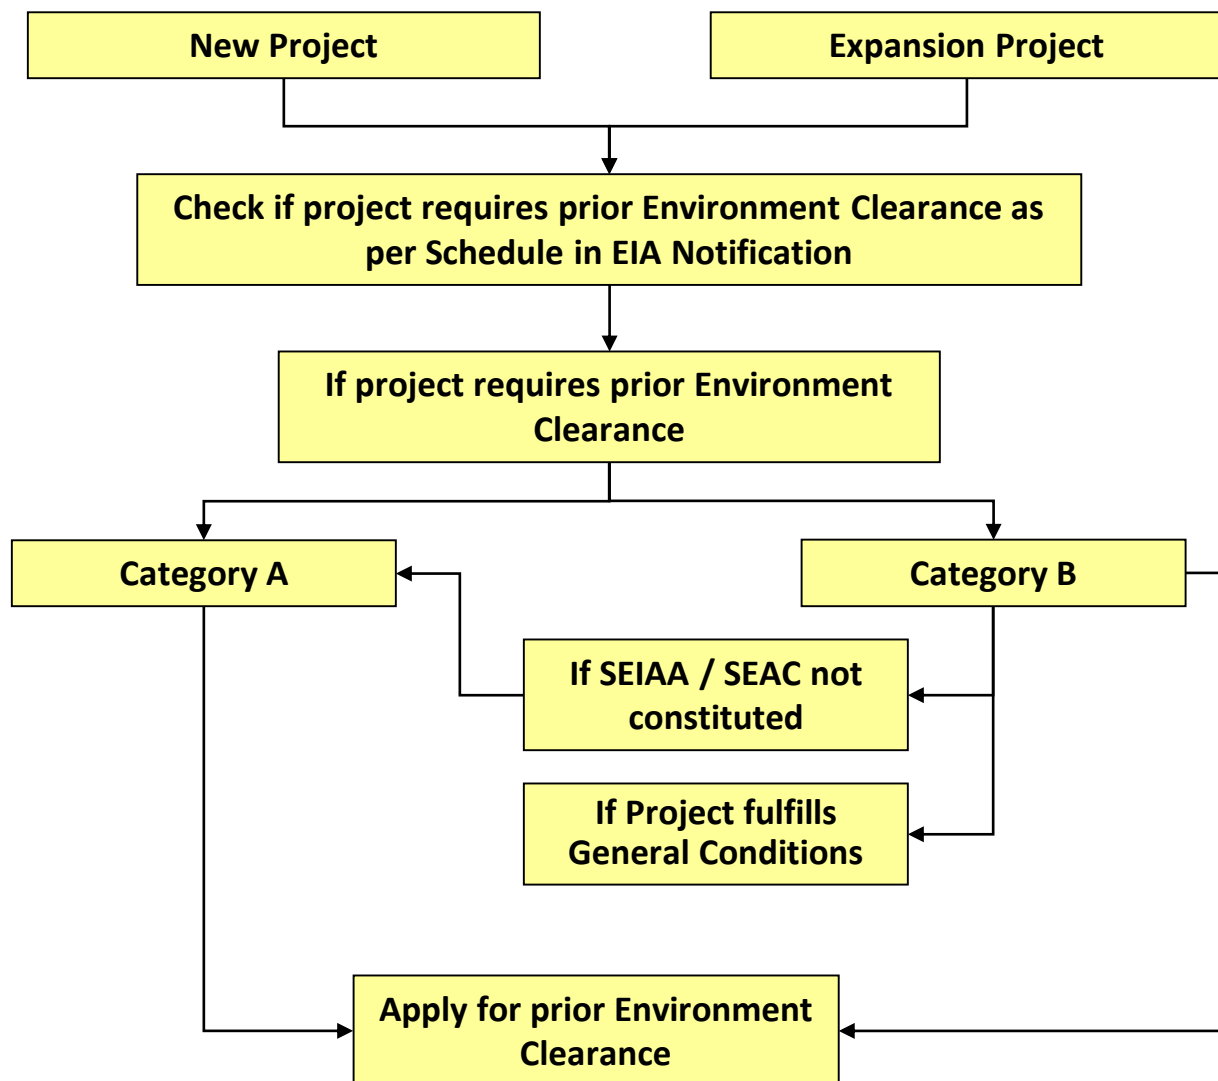 New Project
Expansion Project
Check if project requires prior Environment Clearance as
per Schedule in EIA Notification
If project requires prior Environment
Clearance
Category A
Category B
If SEIAA / SEAC not
constituted
If Project fulfills
General Conditions
Apply for prior Environment
Clearance